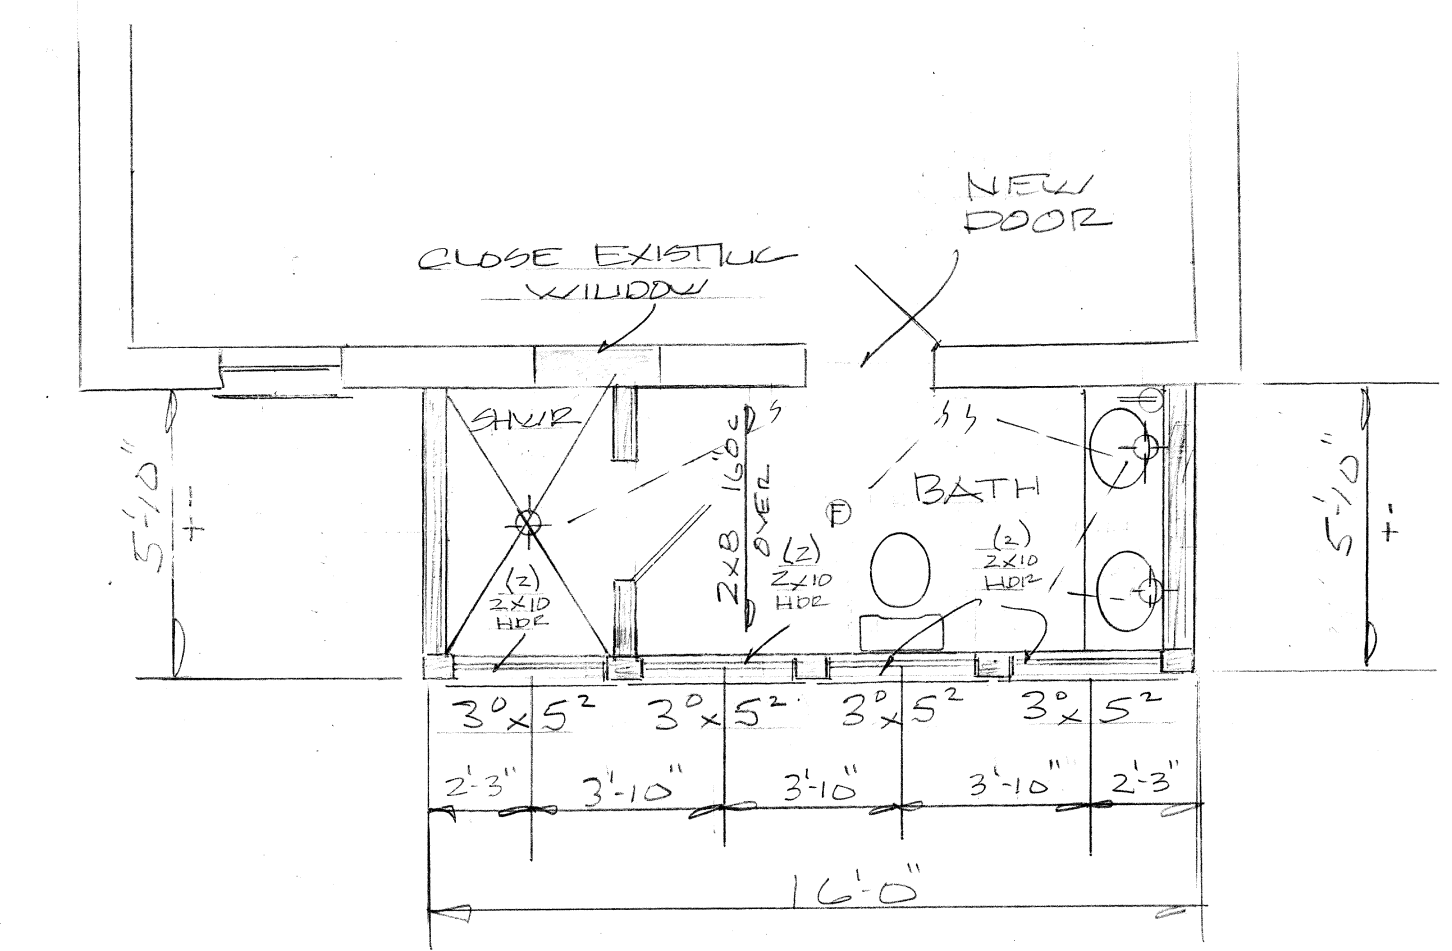 NEW
DOOR
CLOSE EXISTING
WINDOW
SHWR
2x8 16"OC
OVER
BATH
F
(2)
2x10
HDR
(2)
2x10
HDR
(2)
2x10
HDR
5'-10"
+-
5'-10"
+-
3⁰x5² 3⁰x5² 3⁰x5² 3⁰x5²
2'-3" 3'-10" 3'-10" 3'-10" 2'-3"
16'-0"